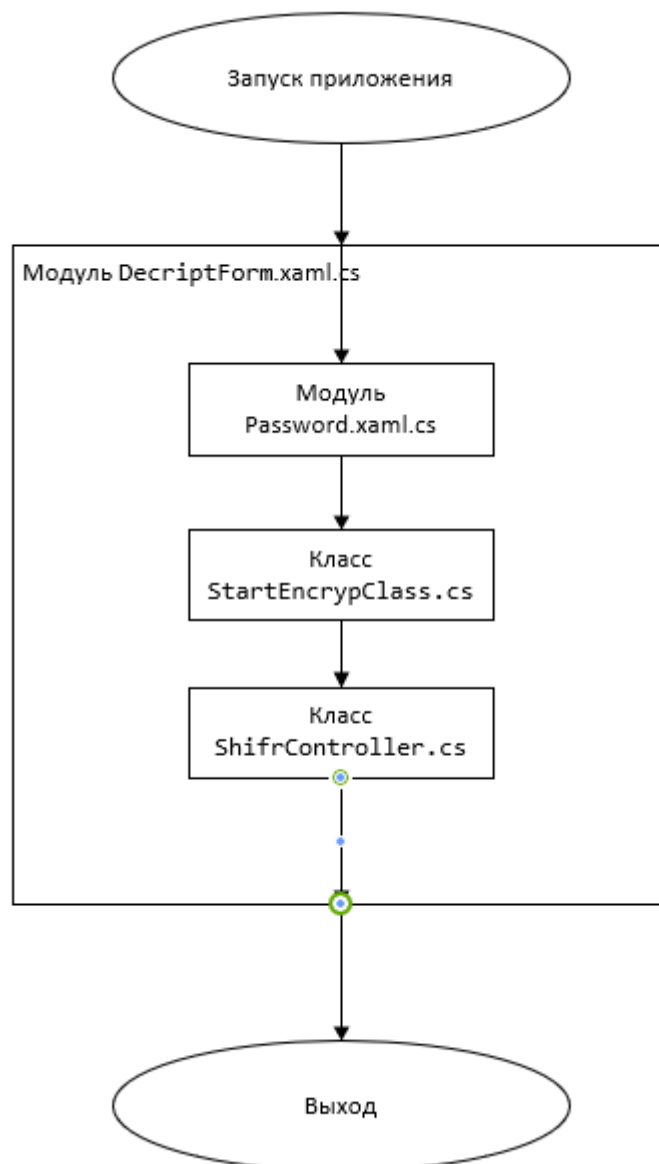 Запуск приложения
Модуль DecriptForm.xaml.cs
Модуль
Password.xaml.cs
Класс
StartEncrypClass.cs
Класс
ShifrController.cs
Выход